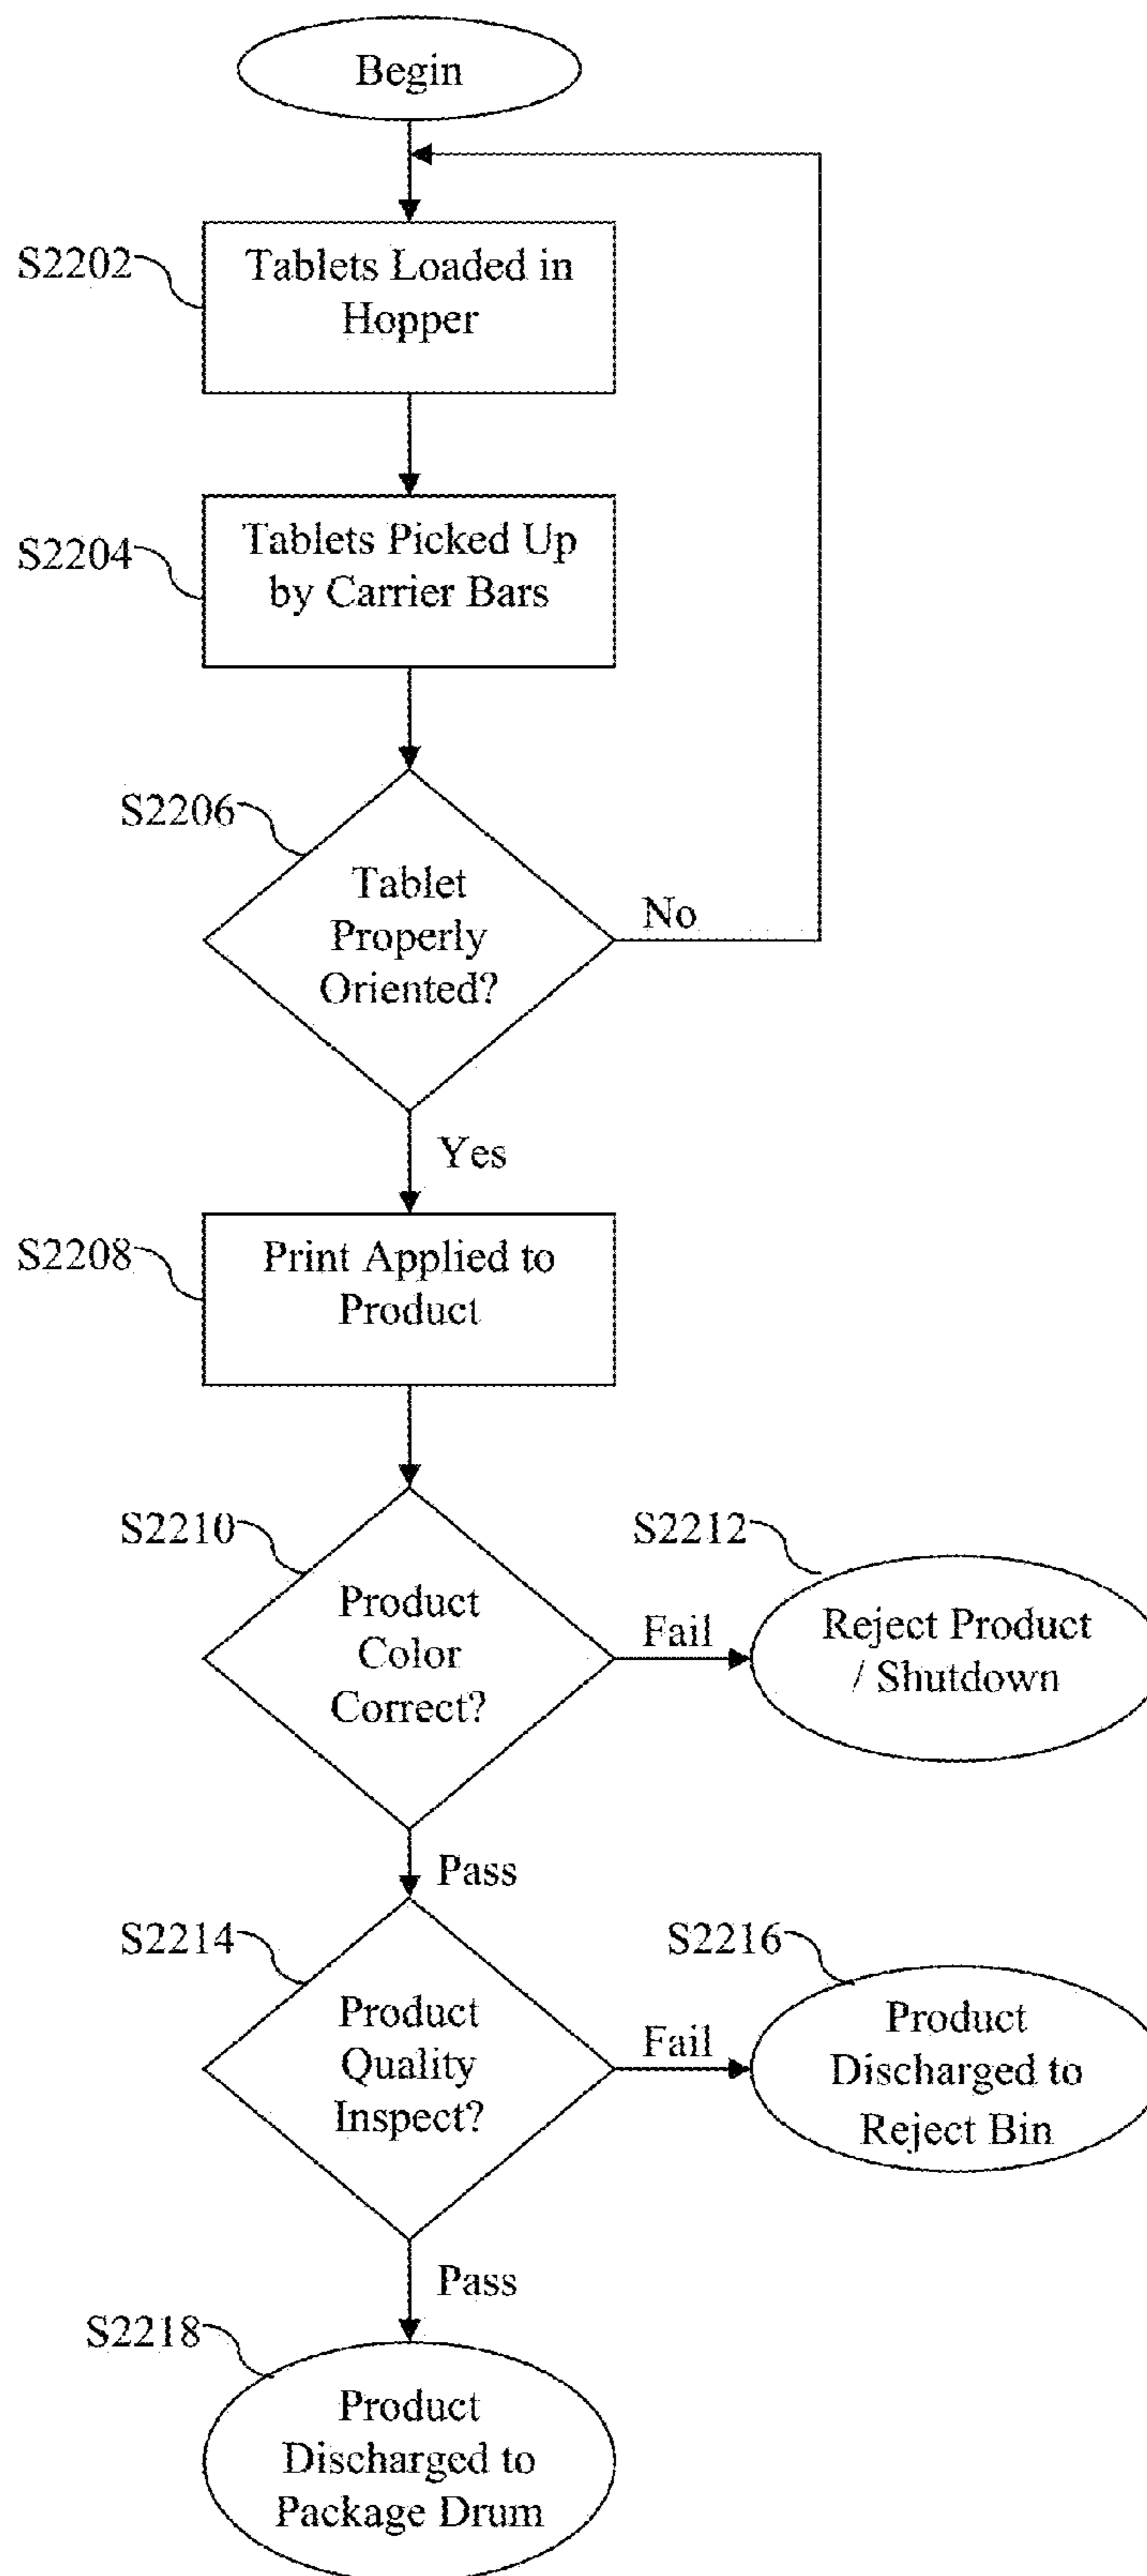 Begin
S2202
Tablets Loaded in
Hopper
S2204
Tablets Picked Up
by Carrier Bars
S2206
Tablet
Properly
Oriented?
No
Yes
S2208
Print Applied to
Product
S2210
Product
Color
Correct?
Fail
S2212
Reject Product
/ Shutdown
Pass
S2214
Product
Quality
Inspect?
Fail
S2216
Product
Discharged to
Reject Bin
Pass
S2218
Product
Discharged to
Package Drum